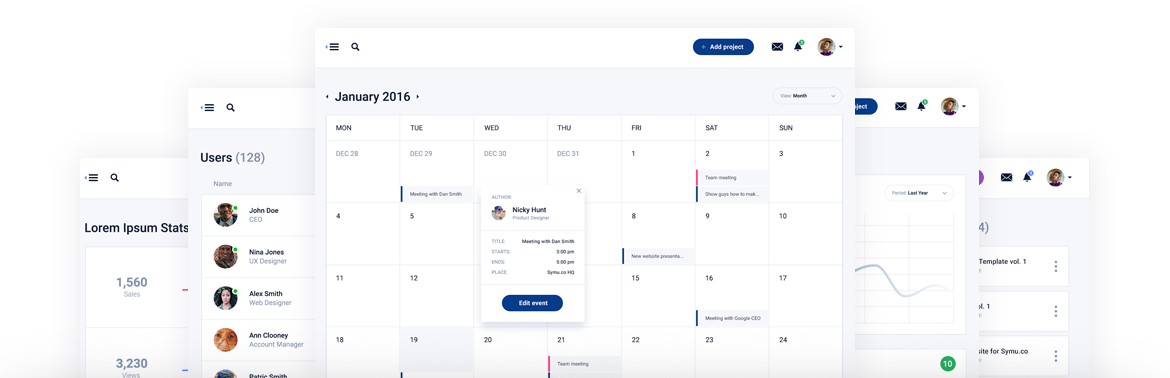 + Add project
1
January 2016
View: Month
ject
1
MON TUE WED THU FRI SAT SUN
Users (128)
DEC 28 DEC 29 DEC 30 DEC 31 1 2 3
Name
Team meeting
Meeting with Dan Smith
Show guys how to mak...
Period: Last Year
AUTHOR:
Nicky Hunt
Product Designer
John Doe
CEO
4 5 8 9 10
Lorem Ipsum Stats
4)
TITLE: Meeting with Dan Smith
STARTS: 3:00 pm
ENDS: 5:00 pm
PLACE: Symu.co HQ
Edit event
New website presenta...
Nina Jones
UX Designer
Template vol. 1
11 12 15 16 17
1,560
Sales
Alex Smith
Web Designer
ol. 1
Meeting with Google CEO
18 19 20 21 22 23 24
Ann Clooney
Account Manager
site for Symu.co
3,230
Views
Team meeting
10
Patric Smith